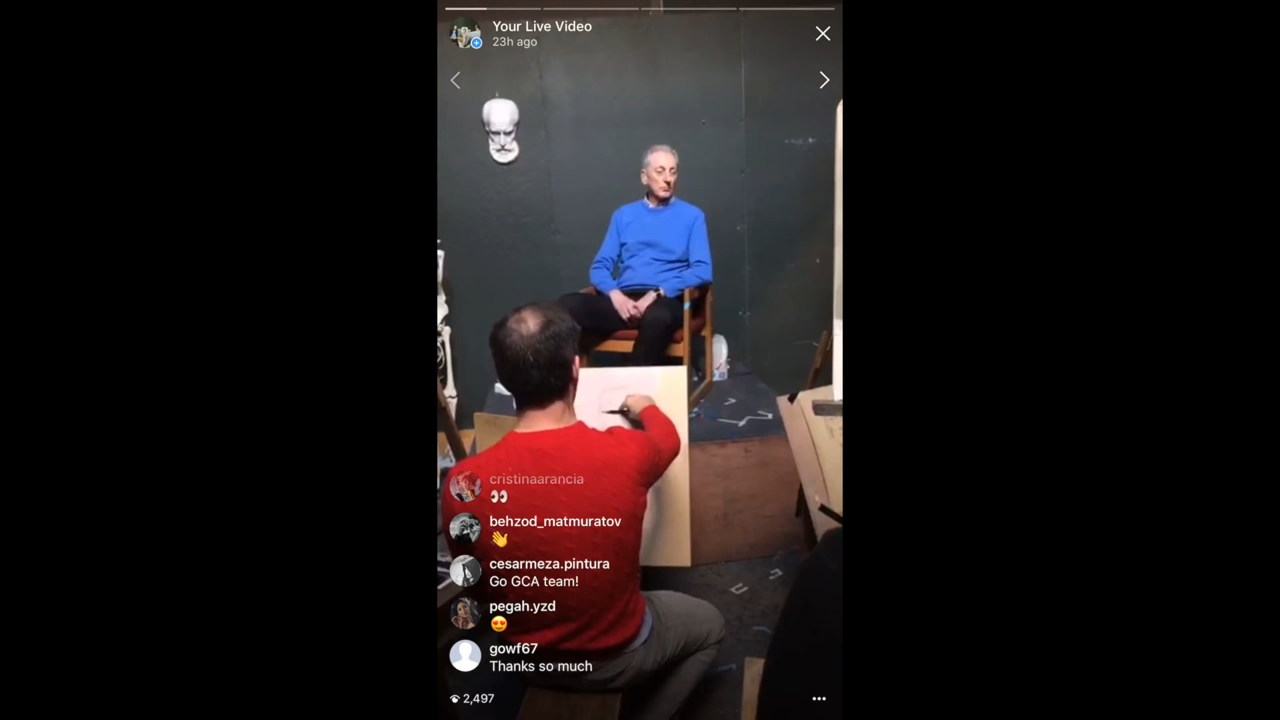 Your Live Video
23h ago
cristinaarancia
👀
behzod_matmuratov
👋
cesarmeza.pintura
Go GCA team!
pegah.yzd
😍
gowf67
Thanks so much
2,497